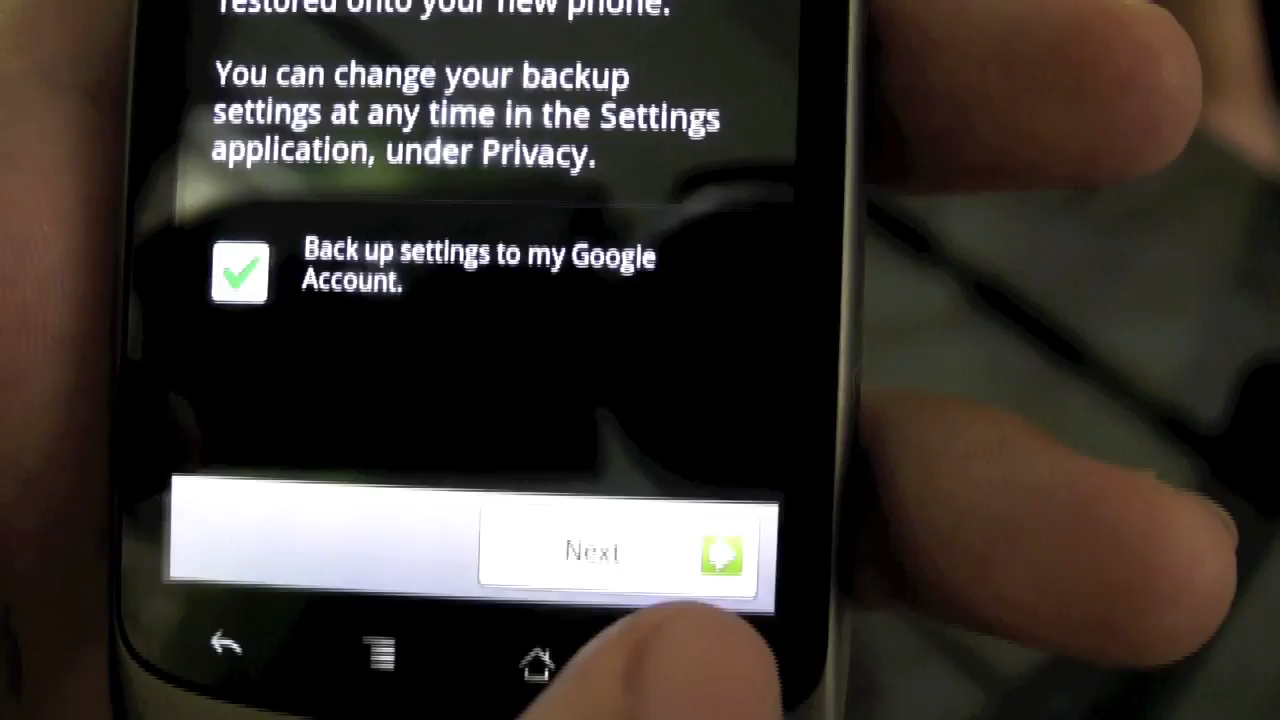 restored onto your new phone.
You can change your backup
settings at any time in the Settings
application, under Privacy.
Back up settings to my Google
Account.
Next